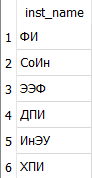 inst_name
1 ФИ
2 СоИн
3 ЭЭФ
4 ДПИ
5 ИнЭУ
6 ХПИ